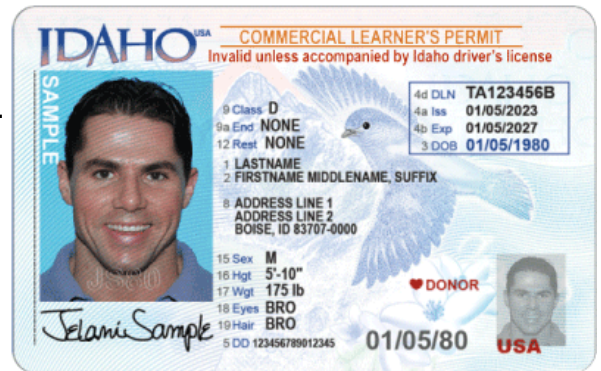 IDAHO USA
COMMERCIAL LEARNER'S PERMIT
Invalid unless accompanied by Idaho driver's license
SAMPLE
4d DLN TA123456B
4a Iss 01/05/2023
4b Exp 01/05/2027
3 DOB 01/05/1980
9 Class D
9a End NONE
12 Rest NONE
1 LASTNAME
2 FIRSTNAME MIDDLENAME, SUFFIX
8 ADDRESS LINE 1
ADDRESS LINE 2
BOISE, ID 83707-0000
15 Sex M
16 Hgt 5'-10"
17 Wgt 175 lb
18 Eyes BRO
19 Hair BRO
5 DD 123456789012345
JS80
Jelani Sample
DONOR
01/05/80
USA